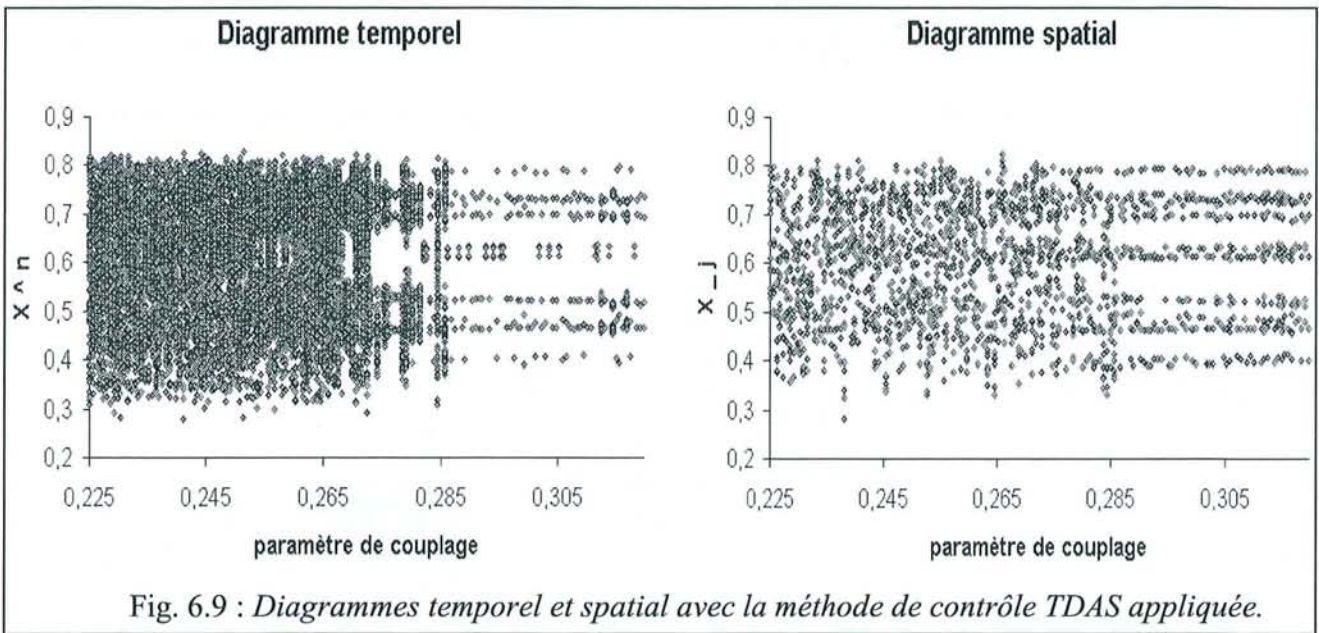 Diagramme temporel
0,9
0,8
0,7
0,6
0,5
0,4
0,3
0,2
X ^ n
0,225 0,245 0,265 0,285 0,305
paramètre de couplage
Diagramme spatial
0,9
0,8
0,7
0,6
0,5
0,4
0,3
0,2
X _ j
0,225 0,245 0,265 0,285 0,305
paramètre de couplage
Fig. 6.9 : Diagrammes temporel et spatial avec la méthode de contrôle TDAS appliquée.